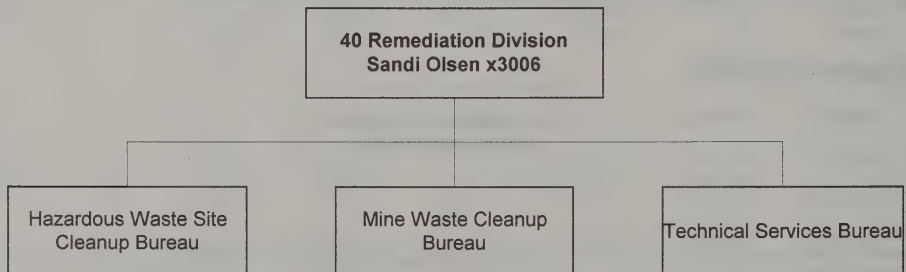 40 Remediation Division
Sandi Olsen x3006
Hazardous Waste Site
Cleanup Bureau
Mine Waste Cleanup
Bureau
Technical Services Bureau